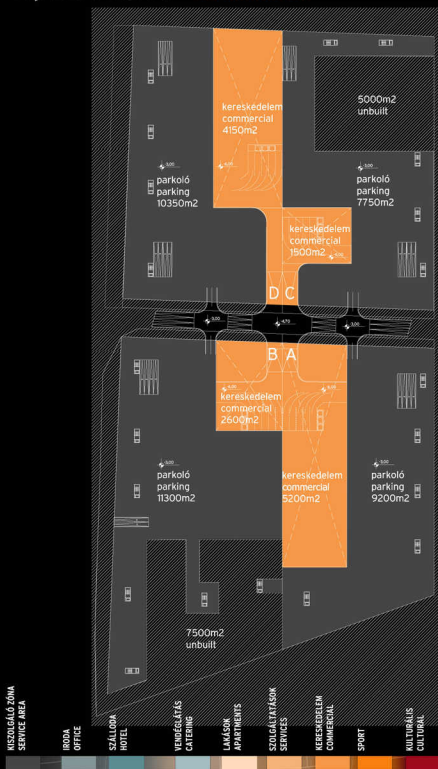 kereskedelem
commercial
4150m2
5000m2
unbuilt
parkoló
parking
10350m2
parkoló
parking
7750m2
kereskedelem
commercial
1500m2
D C
B A
kereskedelem
commercial
2600m2
parkoló
parking
11300m2
kereskedelem
commercial
5200m2
parkoló
parking
9200m2
7500m2
unbuilt
KISZOLGÁLÓ ZÓNA
SERVICE AREA
IRODA
OFFICE
SZÁLLODA
HOTEL
VENDÉGLÁTÁS
CATERING
LAKÁSOK
APARTMENTS
SZOLGÁLTATÁSOK
SERVICES
KERESKEDELEM
COMMERCIAL
SPORT
KULTURÁLIS
CULTURAL